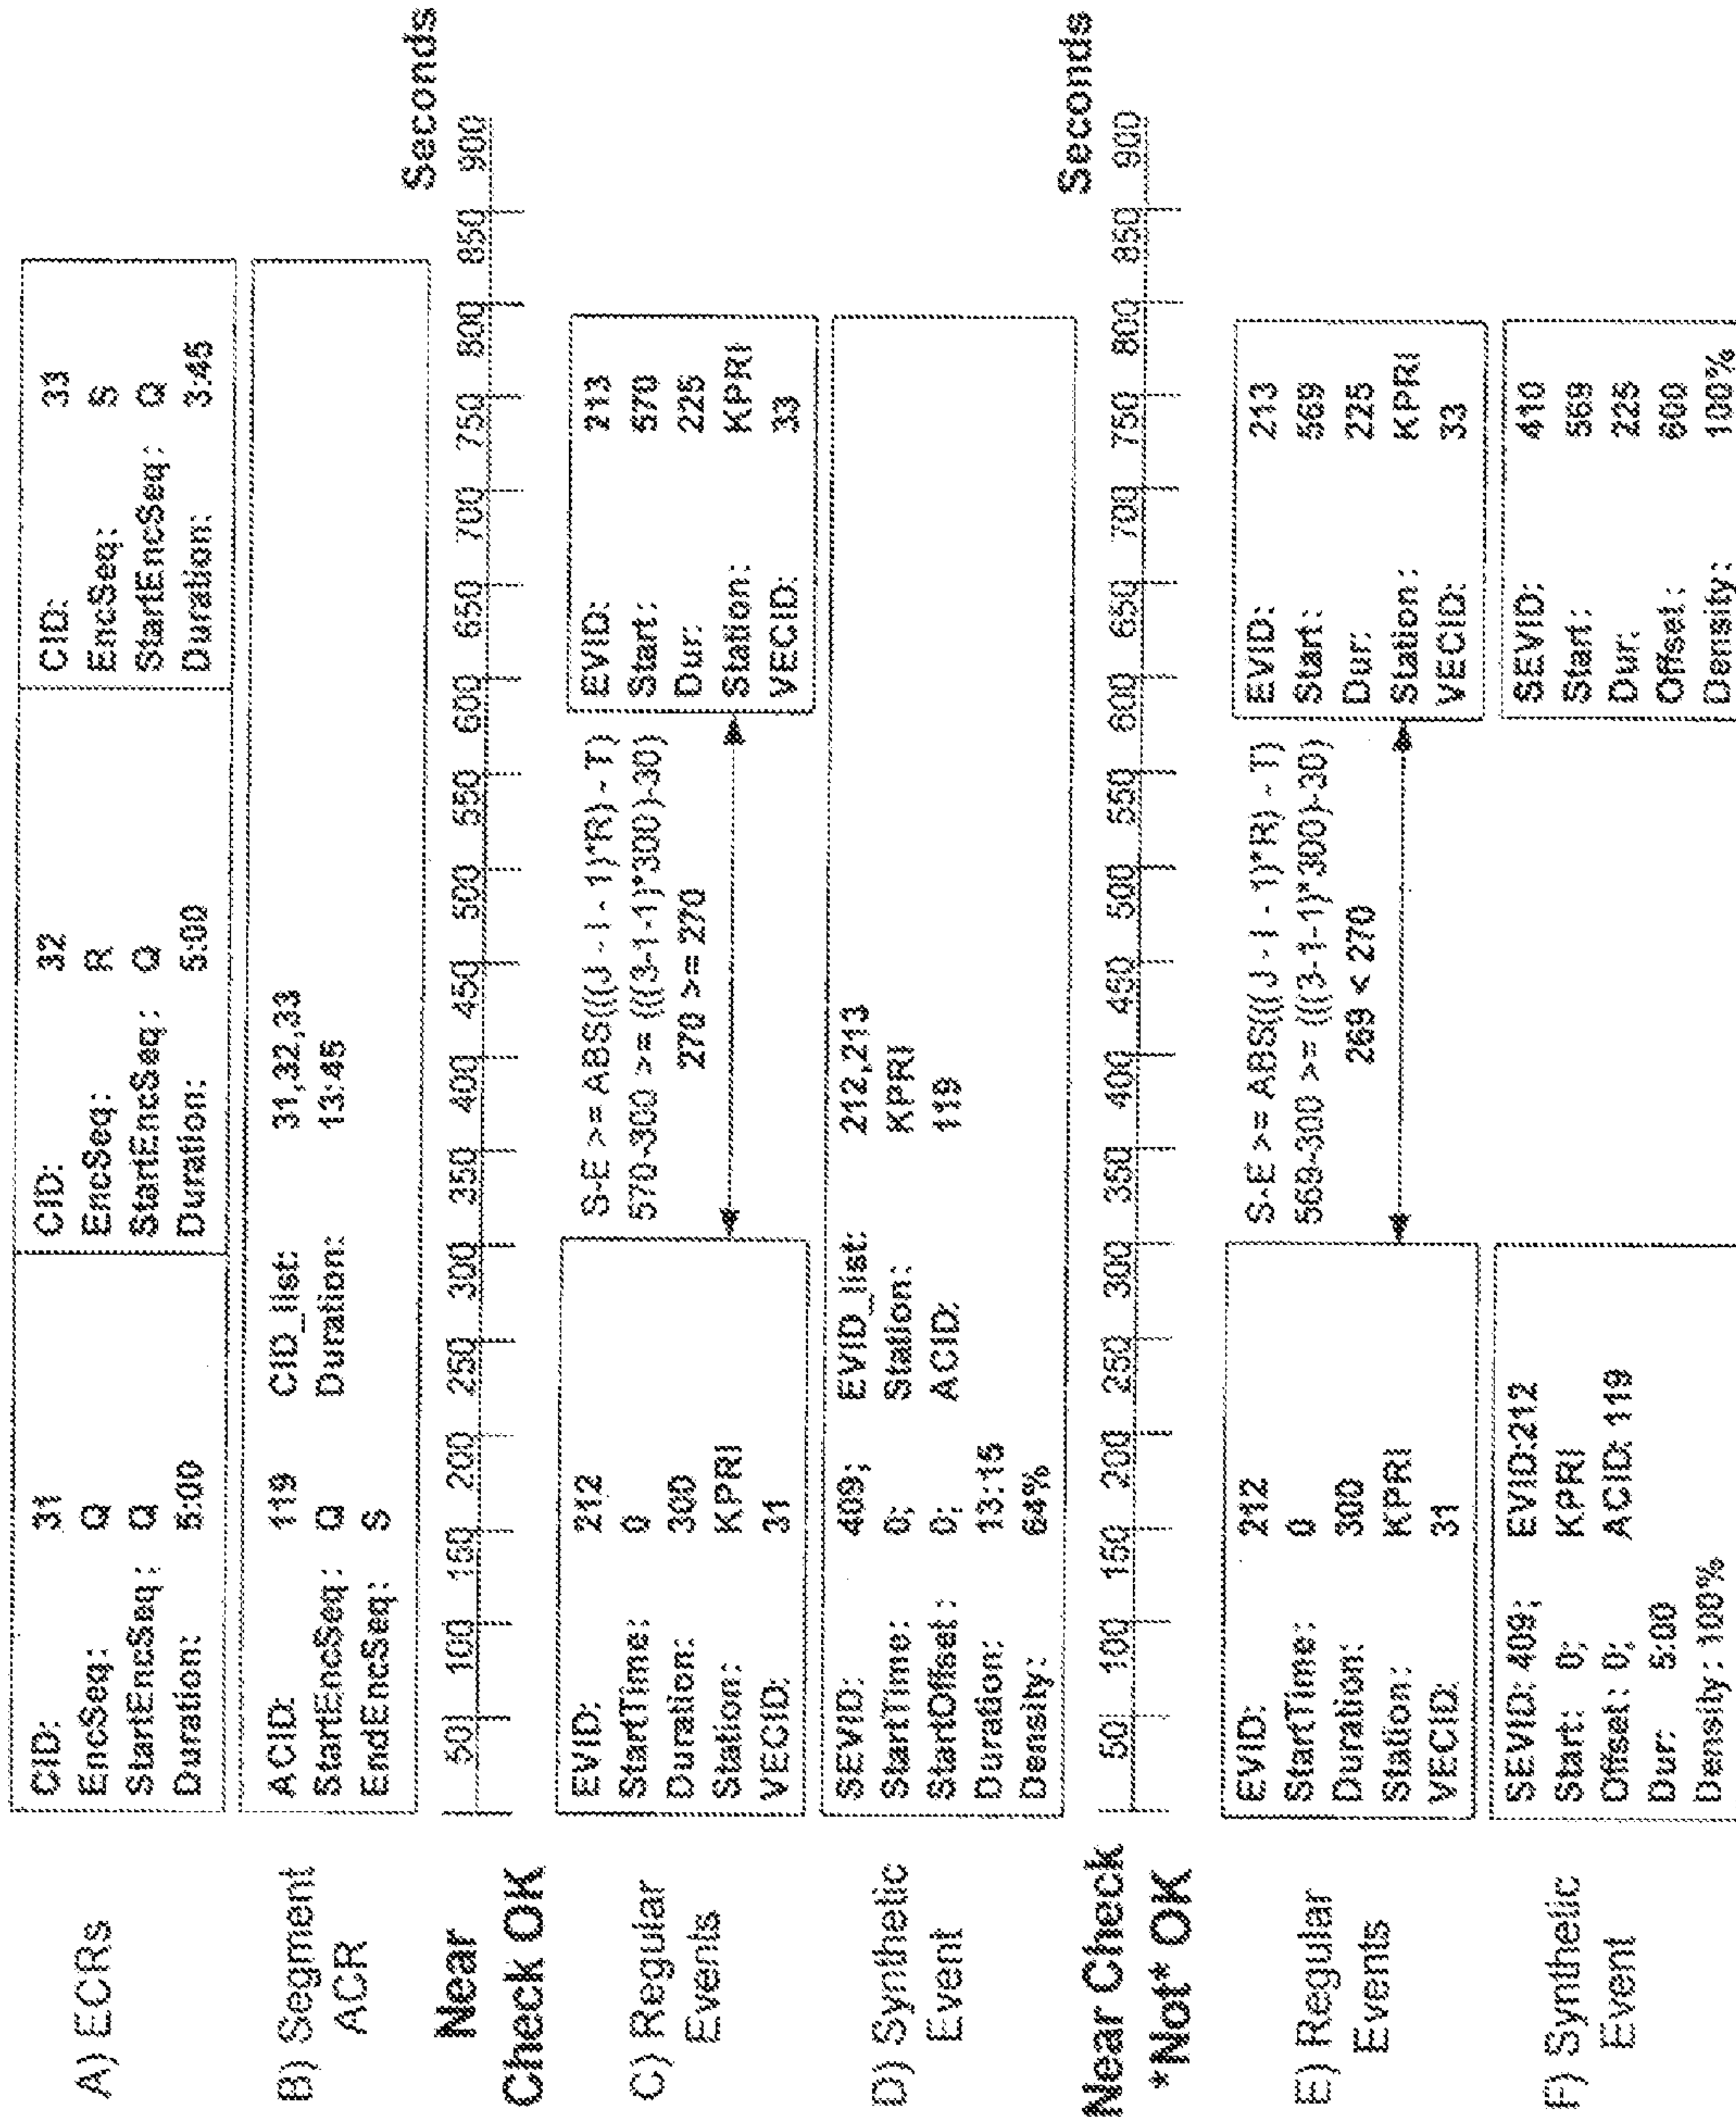 A) ECRs
CID: 31
EncSeq: Q
StartEncSeq: Q
Duration: 5:00
CID: 32
EncSeq: R
StartEncSeq: Q
Duration: 5:00
CID: 33
EncSeq: S
StartEncSeq: Q
Duration: 3:45
B) Segment
ACR
ACID: 119
StartEncSeq: Q
EndEncSeq: S
CID_list: 31,32,33
Duration: 13:45
Near
Check OK
50 100 150 200 250 300 350 400 450 500 550 600 650 700 750 800 850 900
Seconds
C) Regular
Events
EVID: 212
StartTime: 0
Duration: 300
Station: KPRI
VECID: 31
S-E >= ABS(((J - I - 1)*R) - T)
570-300 >= (((3-1-1)*300)-30)
270 >= 270
EVID: 213
Start: 570
Dur: 225
Station: KPRI
VECID: 33
D) Synthetic
Event
SEVID: 409;
StartTime: 0;
StartOffset: 0;
Duration: 13:15
Density: 64%
EVID_list: 212,213
Station: KPRI
ACID: 119
Near Check
*Not* OK
50 100 150 200 250 300 350 400 450 500 550 600 650 700 750 800 850 900
Seconds
E) Regular
Events
EVID: 212
StartTime: 0
Duration: 300
Station: KPRI
VECID: 31
S-E >= ABS(((J - I - 1)*R) - T)
569-300 >= (((3-1-1)*300)-30)
269 < 270
EVID: 213
Start: 569
Dur: 225
Station: KPRI
VECID: 33
F) Synthetic
Event
SEVID: 409; EVID:212
Start: 0; KPRI
Offset: 0; ACID: 119
Dur: 5:00
Density: 100%
SEVID: 410
Start: 569
Dur: 225
Offset: 600
Density: 100%